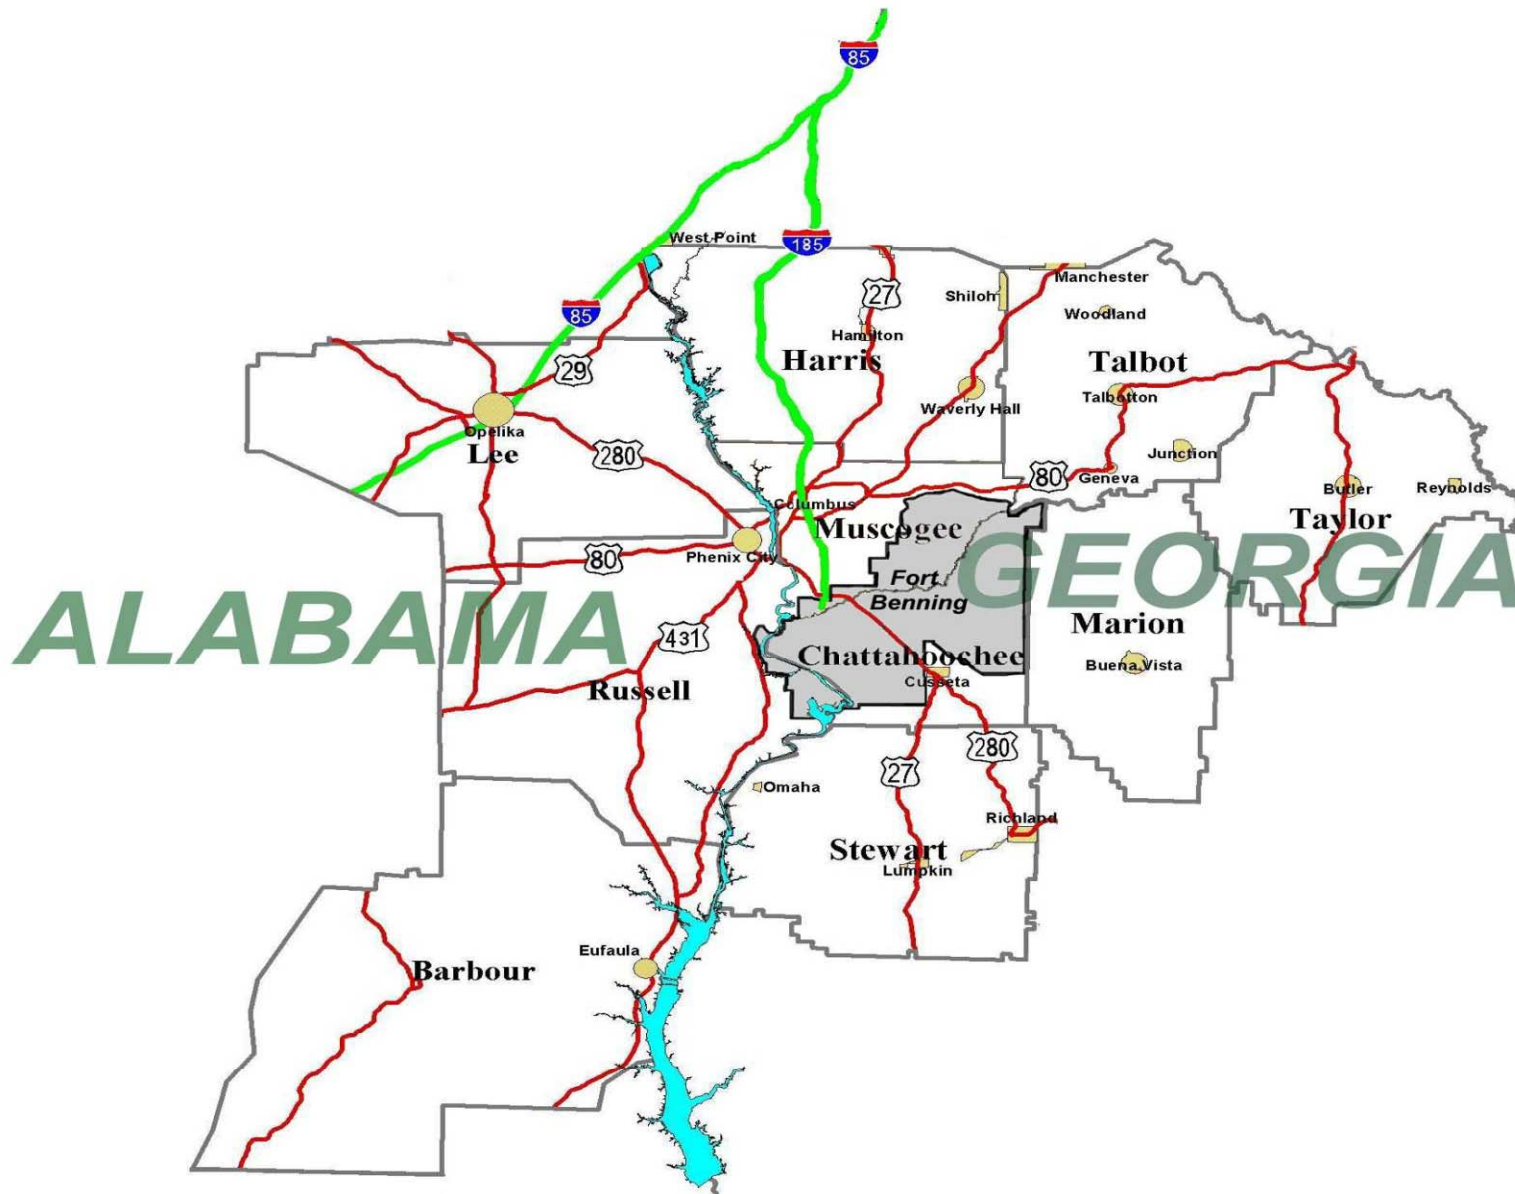 85
West Point
185
Manchester
27
Shiloh
85
Woodland
Hamilton
Harris
Talbot
29
Talbotton
Waverly Hall
Opelika
Lee
280
Junction
80
Geneva
Butler
Reynolds
Columbus
Muscogee
Taylor
Phenix City
80
Fort
Benning
GEORGIA
ALABAMA
431
Marion
Chattahoochee
Buena Vista
Cusseta
Russell
280
27
Omaha
Richland
Stewart
Lumpkin
Eufaula
Barbour